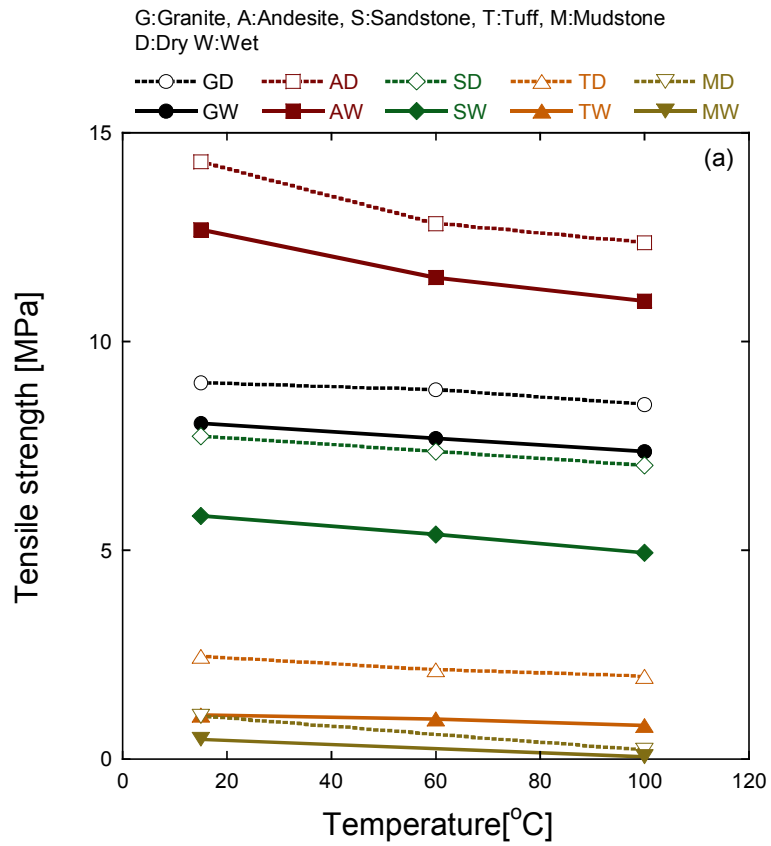 G:Granite, A:Andesite, S:Sandstone, T:Tuff, M:Mudstone
D:Dry W:Wet
GD AD SD TD MD
GW AW SW TW MW
(a)
15
10
5
0
Tensile strength [MPa]
0 20 40 60 80 100 120
Temperature[°C]